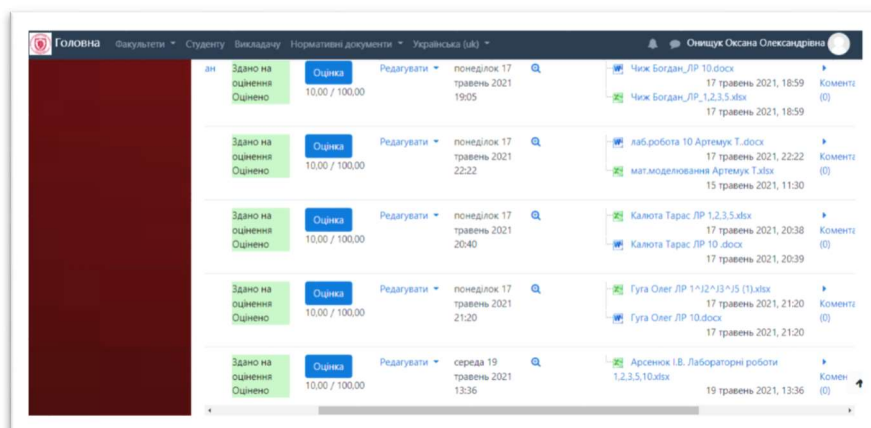 Головна Факультети Студенту Викладачу Нормативні документи Українська (uk) Онищук Оксана Олександрівна
ан Здано на Оцінка Редагувати понеділок 17 Чиж Богдан_ЛР 10.docx
оцінення травень 2021 17 травень 2021, 18:59 Комента
Оцінено 10,00 / 100,00 19:05 Чиж Богдан_ЛР_1,2,3,5.xlsx (0)
17 травень 2021, 18:59
Здано на Оцінка Редагувати понеділок 17 лаб.робота 10 Артемук Т..docx
оцінення травень 2021 17 травень 2021, 22:22 Комента
Оцінено 10,00 / 100,00 22:22 мат.моделювання Артемук Т.xlsx (0)
15 травень 2021, 11:30
Здано на Оцінка Редагувати понеділок 17 Калюта Тарас ЛР 1,2,3,5.xlsx
оцінення травень 2021 17 травень 2021, 20:38 Комента
Оцінено 10,00 / 100,00 20:40 Калюта Тарас ЛР 10 .docx (0)
17 травень 2021, 20:39
Здано на Оцінка Редагувати понеділок 17 Гуга Олег ЛР 1^J2^J3^J5 (1).xlsx
оцінення травень 2021 17 травень 2021, 21:20 Комента
Оцінено 10,00 / 100,00 21:20 Гуга Олег ЛР 10.docx (0)
17 травень 2021, 21:20
Здано на Оцінка Редагувати середа 19 Арсенюк І.В. Лабораторні роботи
оцінення травень 2021 1,2,3,5,10.xlsx Комен
Оцінено 10,00 / 100,00 13:36 19 травень 2021, 13:36 (0)